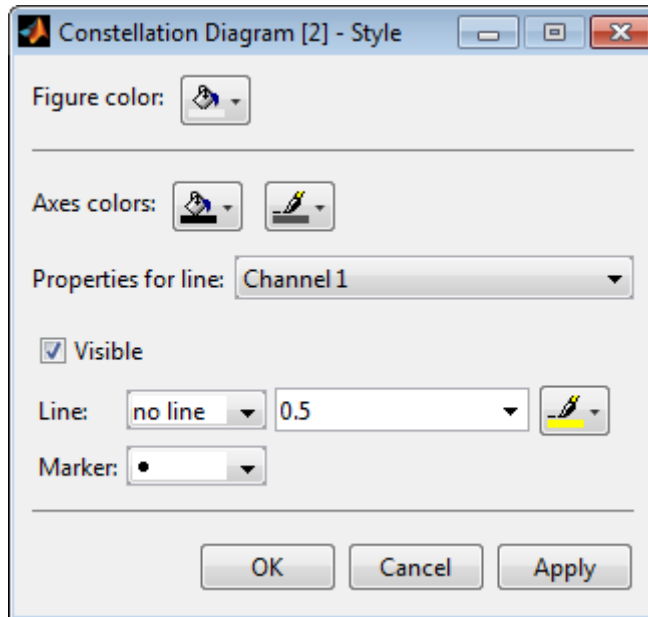 Constellation Diagram [2] - Style
Figure color:
Axes colors:
Properties for line: Channel 1
Visible
Line: no line 0.5
Marker:
OK Cancel Apply